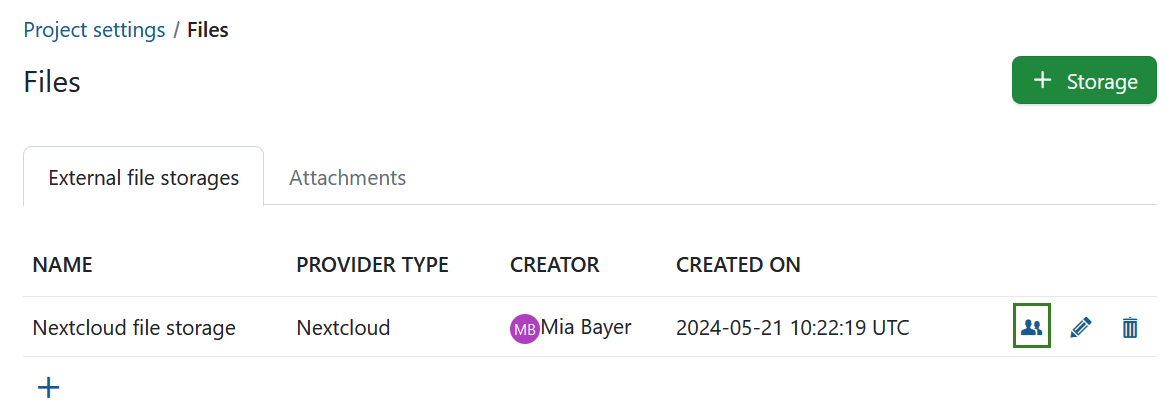 Project settings / Files
Files
+ Storage
External file storages Attachments
NAME PROVIDER TYPE CREATOR CREATED ON
Nextcloud file storage Nextcloud MB Mia Bayer 2024-05-21 10:22:19 UTC
+